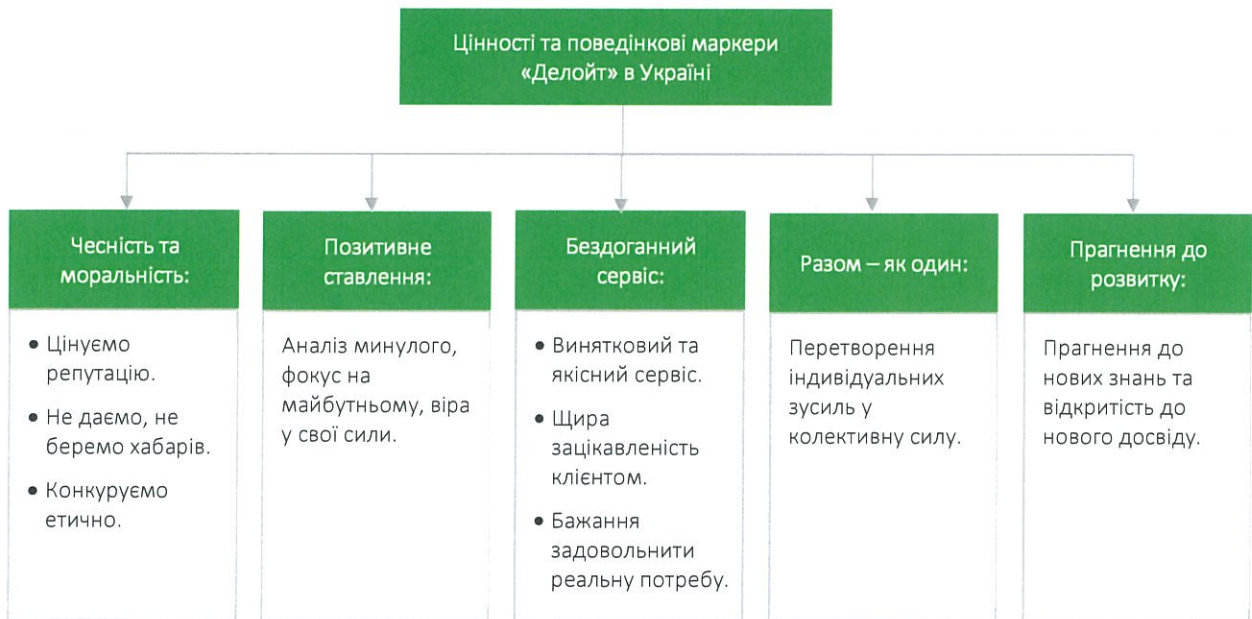 Цінності та поведінкові маркери
«Делойт» в Україні
Чесність та
моральність:
• Цінуємо
репутацію.
• Не даємо, не
беремо хабарів.
• Конкуруємо
етично.
Позитивне
ставлення:
Аналіз минулого,
фокус на
майбутньому, віра
у свої сили.
Бездоганний
сервіс:
• Винятковий та
якісний сервіс.
• Щира
зацікавленість
клієнтом.
• Бажання
задовольнити
реальну потребу.
Разом – як один:
Перетворення
індивідуальних
зусиль у
колективну силу.
Прагнення до
розвитку:
Прагнення до
нових знань та
відкритість до
нового досвіду.